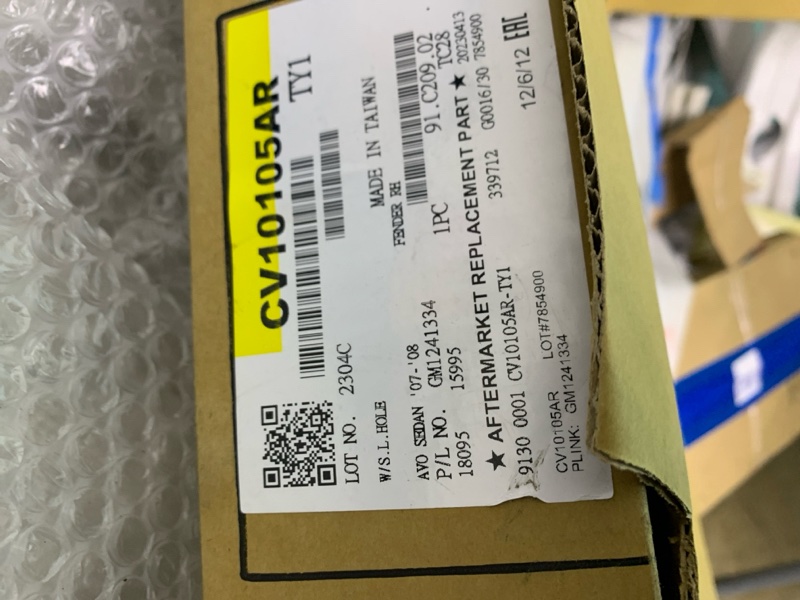 CV10105AR
TY1
LOT NO. 2304C
W/S.L.HOLE MADE IN TAIWAN
FENDER RH
AVO SEDAN '07-'08
P/L NO. GM1241334 1PC 91.C209.02
18095 15995 TC28
★ AFTERMARKET REPLACEMENT PART ★ 20230413
9130 0001 CV10105AR-TY1 339712 G0016/30 7854900
CV10105AR LOT#7854900 12/6/12 EAC
PLINK: GM1241334